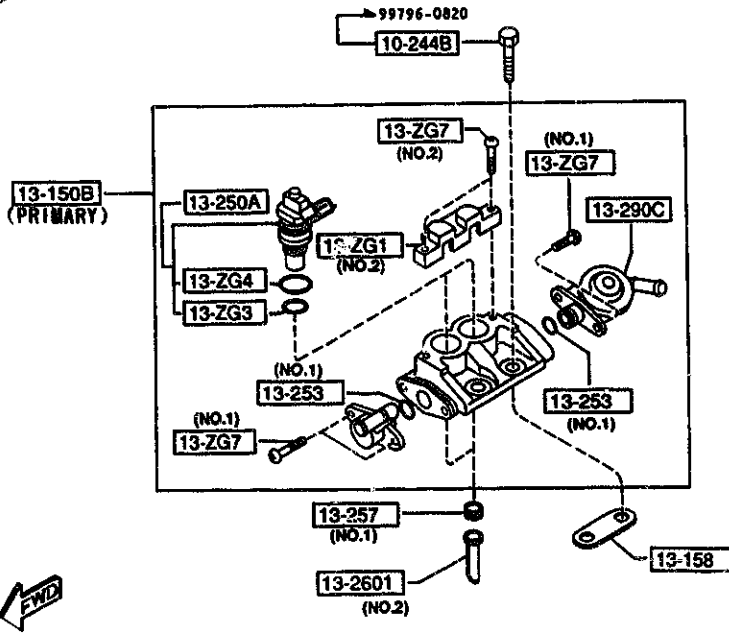 99796-0820
10-244B
13-ZG7
(NO.2)
(NO.1)
13-ZG7
13-150B
(PRIMARY)
13-250A
13-290C
13-ZG1
(NO.2)
13-ZG4
13-ZG3
(NO.1)
13-253
13-253
(NO.1)
(NO.1)
13-ZG7
13-257
(NO.1)
13-158
13-2601
(NO.2)
FWD